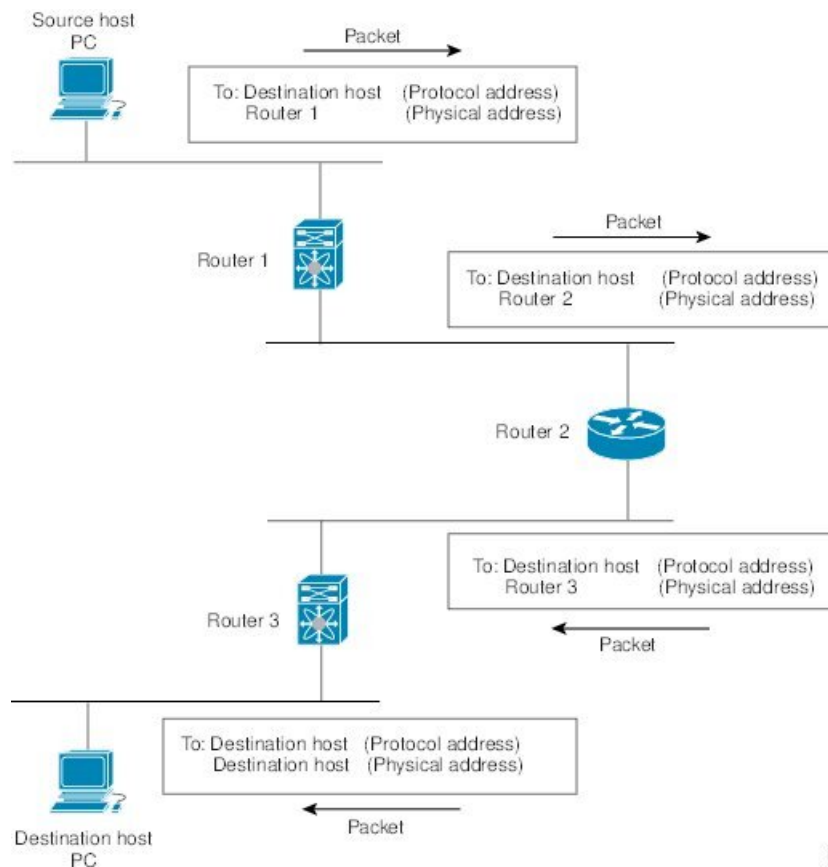 Source host
PC
Packet
To: Destination host (Protocol address)
Router 1 (Physical address)
Router 1
Packet
To: Destination host (Protocol address)
Router 2 (Physical address)
Router 2
To: Destination host (Protocol address)
Router 3 (Physical address)
Router 3
Packet
To: Destination host (Protocol address)
Destination host (Physical address)
Packet
Destination host
PC